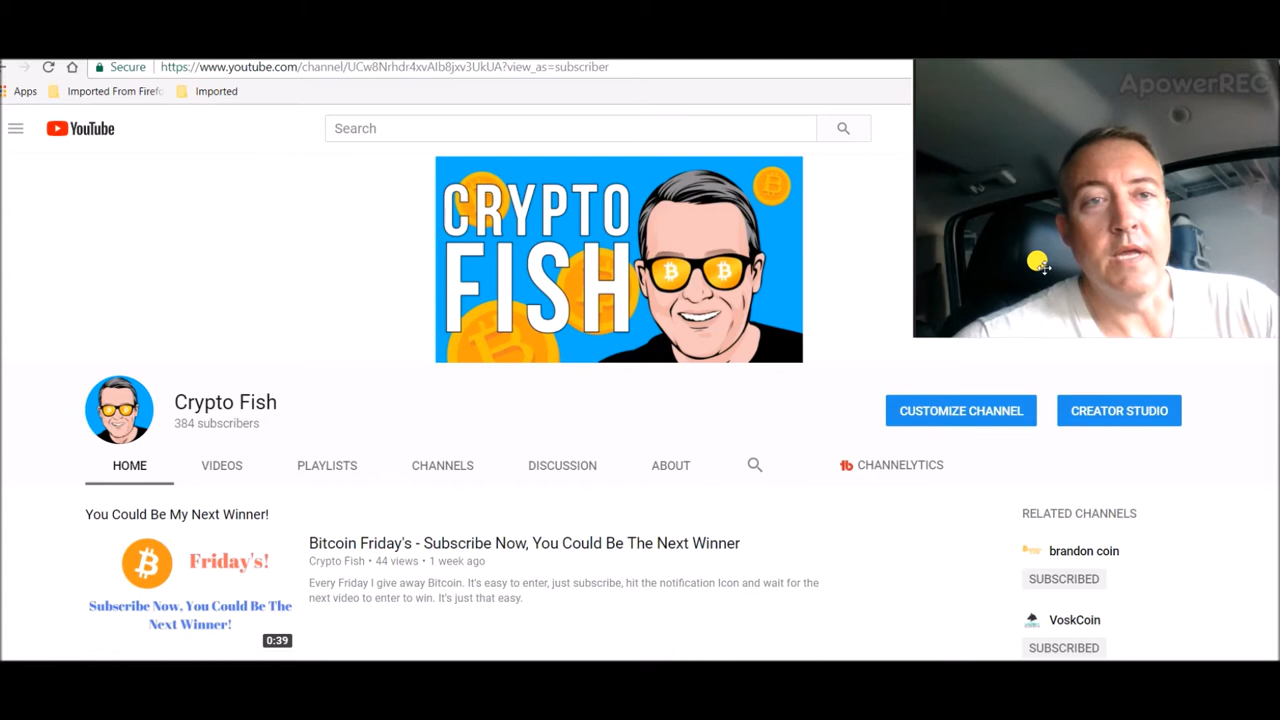 Secure
https://www.youtube.com/channel/UCw8Nrhdr4xvAIb8jxv3UkUA?view_as=subscriber
Apps
Imported From Firefo
Imported
ApowerREC
YouTube
Search
CRYPTO
FISH
Crypto Fish
384 subscribers
CUSTOMIZE CHANNEL
CREATOR STUDIO
HOME
VIDEOS
PLAYLISTS
CHANNELS
DISCUSSION
ABOUT
tb CHANNELYTICS
You Could Be My Next Winner!
Friday's!
Subscribe Now, You Could Be The
Next Winner!
0:39
Bitcoin Friday's - Subscribe Now, You Could Be The Next Winner
Crypto Fish • 44 views • 1 week ago
Every Friday I give away Bitcoin. It's easy to enter, just subscribe, hit the notification Icon and wait for the
next video to enter to win. It's just that easy.
RELATED CHANNELS
brandon coin
SUBSCRIBED
VoskCoin
SUBSCRIBED